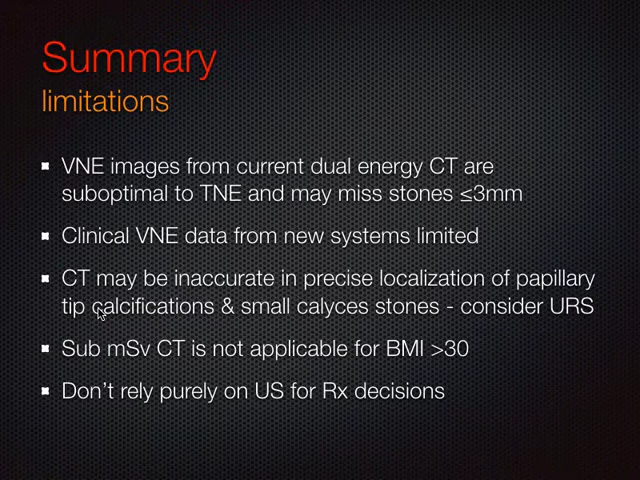 Summary
limitations
VNE images from current dual energy CT are
suboptimal to TNE and may miss stones ≤3mm
Clinical VNE data from new systems limited
CT may be inaccurate in precise localization of papillary
tip calcifications & small calyces stones - consider URS
Sub mSv CT is not applicable for BMI >30
Don't rely purely on US for Rx decisions